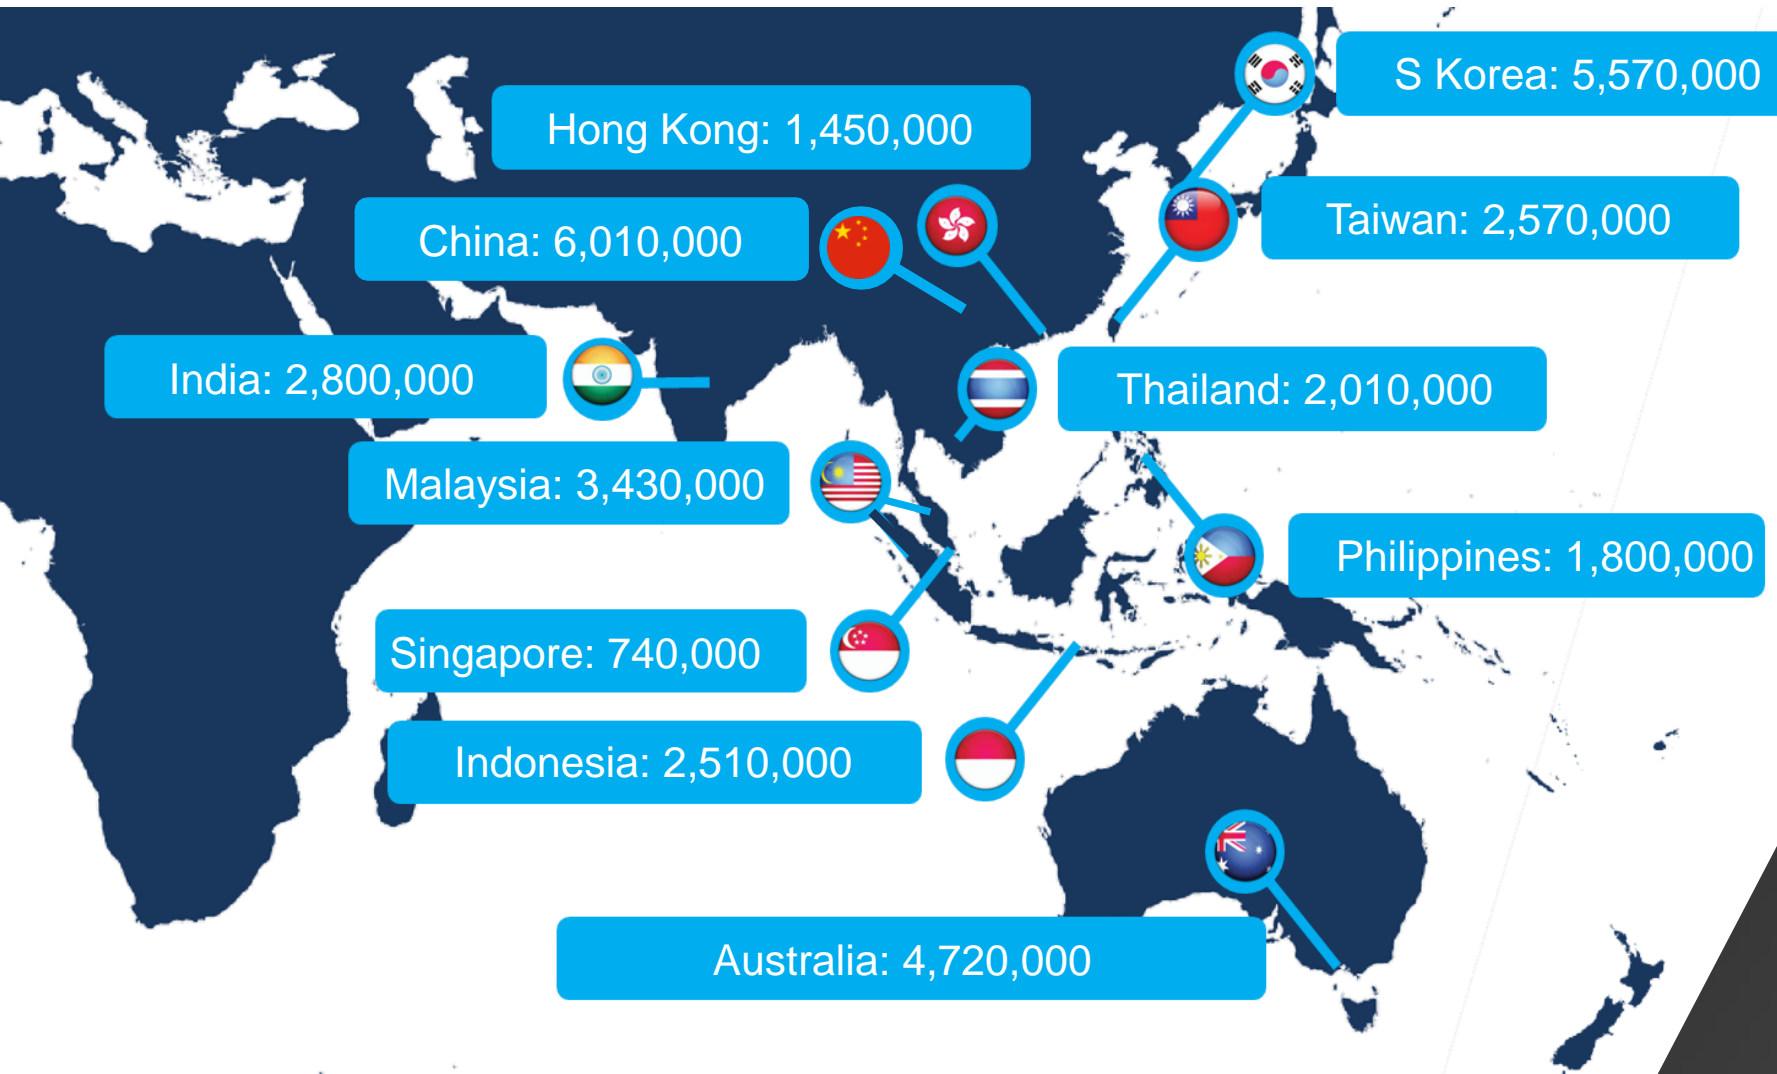 S Korea: 5,570,000
Hong Kong: 1,450,000
Taiwan: 2,570,000
China: 6,010,000
India: 2,800,000
Thailand: 2,010,000
Malaysia: 3,430,000
Philippines: 1,800,000
Singapore: 740,000
Indonesia: 2,510,000
Australia: 4,720,000